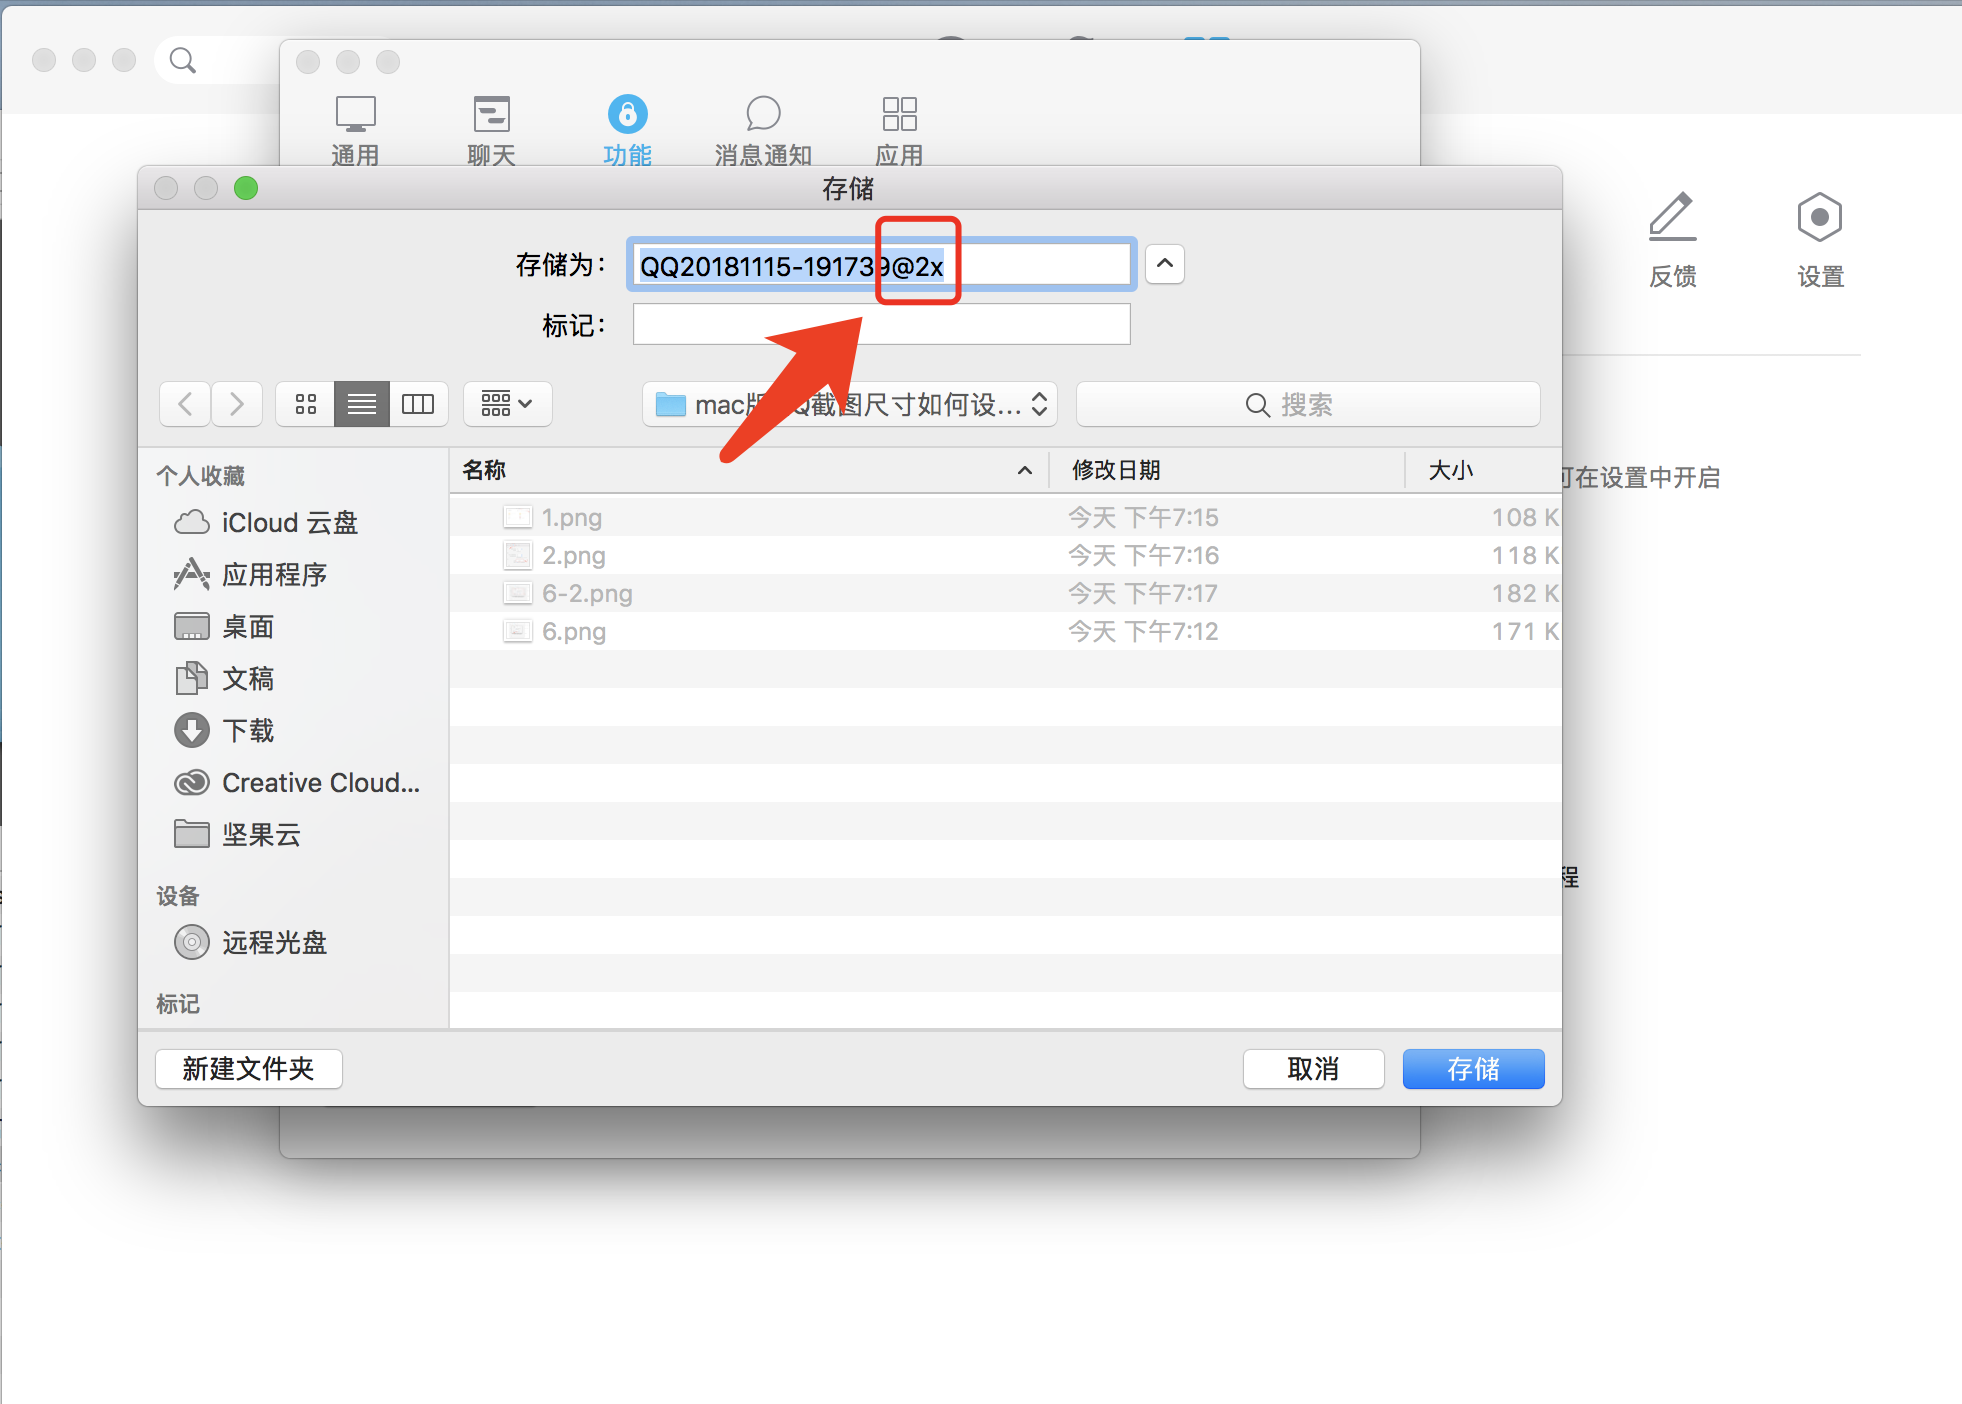 通用 聊天 功能 消息通知 应用
存储
存储为： QQ20181115-191739@2x
标记：
反馈 设置
mac版 Q截图尺寸如何设... 搜索
个人收藏
iCloud 云盘
应用程序
桌面
文稿
下载
Creative Cloud...
坚果云
设备
远程光盘
标记
名称 修改日期 大小
1.png 今天 下午7:15 108 K
2.png 今天 下午7:16 118 K
6-2.png 今天 下午7:17 182 K
6.png 今天 下午7:12 171 K
可在设置中开启
程
新建文件夹 取消 存储